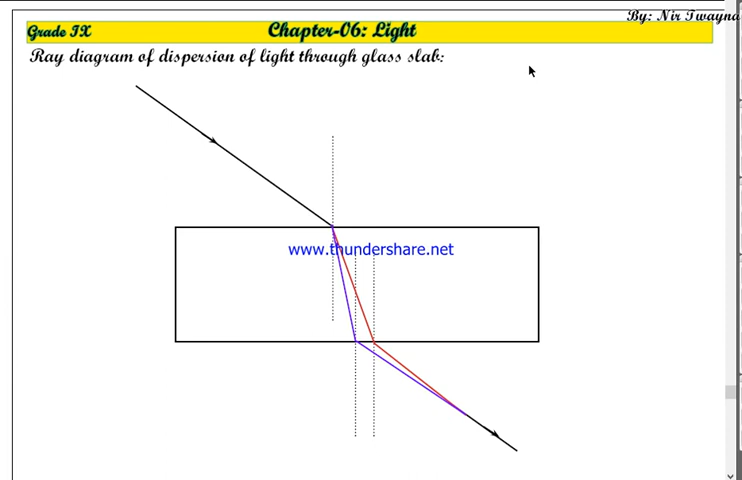 By: Nir Twayna
Grade IX
Chapter-06: Light
Ray diagram of dispersion of light through glass slab:
www.thundershare.net